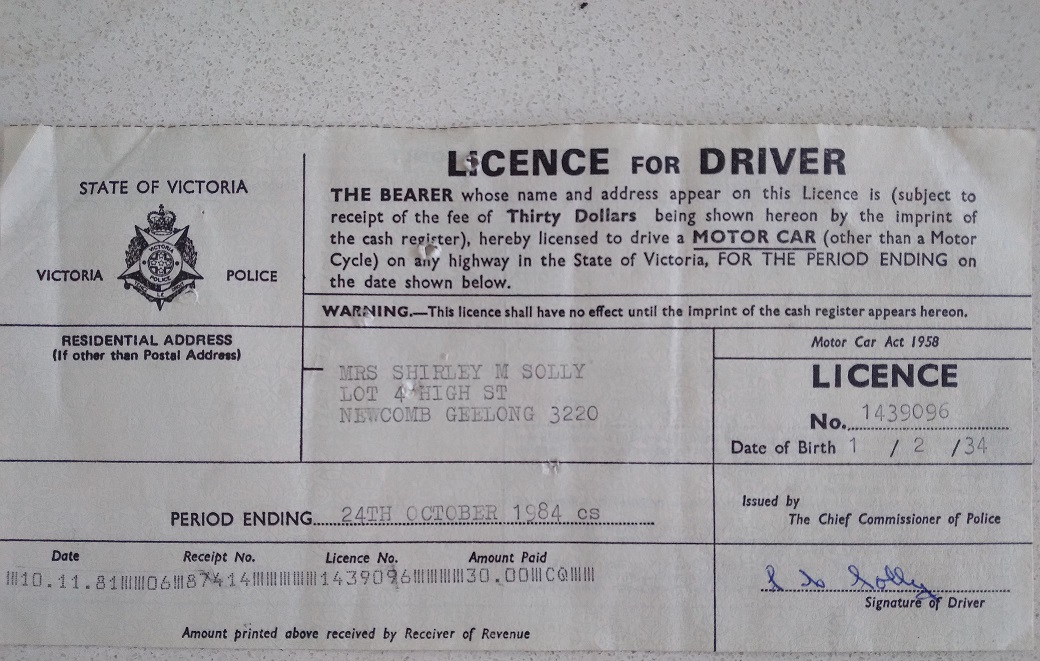 LICENCE FOR DRIVER
STATE OF VICTORIA
VICTORIA POLICE
VICTORIA
POLICE
THE BEARER whose name and address appear on this Licence is (subject to
receipt of the fee of Thirty Dollars being shown hereon by the imprint of
the cash register), hereby licensed to drive a MOTOR CAR (other than a Motor
Cycle) on any highway in the State of Victoria, FOR THE PERIOD ENDING on
the date shown below.
WARNING.—This licence shall have no effect until the imprint of the cash register appears hereon.
RESIDENTIAL ADDRESS
(If other than Postal Address)
MRS SHIRLEY M SOLLY
LOT 4 HIGH ST
NEWCOMB GEELONG 3220
Motor Car Act 1958
LICENCE
No. 1439096
Date of Birth 1 / 2 / 34
PERIOD ENDING 24TH OCTOBER 1984 cs
Issued by
The Chief Commissioner of Police
Date Receipt No. Licence No. Amount Paid
10.11.81 06 87414 1439096 30.00 CQ
Solly
Signature of Driver
Amount printed above received by Receiver of Revenue